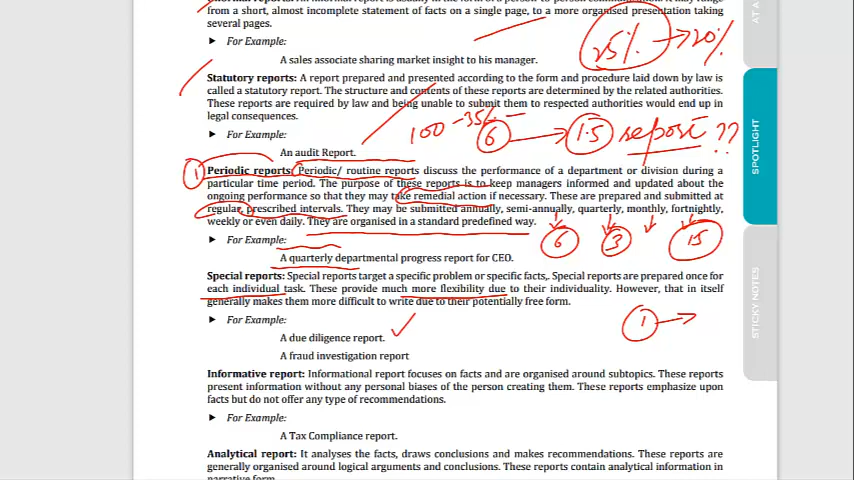 from a short, almost incomplete statement of facts on a single page, to a more organised presentation taking
several pages.
For Example:
A sales associate sharing market insight to his manager.
25% → 20%
Statutory reports: A report prepared and presented according to the form and procedure laid down by law is
called a statutory report. The structure and contents of these reports are determined by the related authorities.
These reports are required by law and being unable to submit them to respected authorities would end up in
legal consequences.
For Example:
An audit Report.
100 - 35%
6 → 1.5 report ??
1
Periodic reports: Periodic/ routine reports discuss the performance of a department or division during a
particular time period. The purpose of these reports is to keep managers informed and updated about the
ongoing performance so that they may take remedial action if necessary. These are prepared and submitted at
regular, prescribed intervals. They may be submitted annually, semi-annually, quarterly, monthly, fortnightly,
weekly or even daily. They are organised in a standard predefined way.
6 3 15
For Example:
A quarterly departmental progress report for CEO.
Special reports: Special reports target a specific problem or specific facts,. Special reports are prepared once for
each individual task. These provide much more flexibility due to their individuality. However, that in itself
generally makes them more difficult to write due to their potentially free form.
For Example:
1 →
A due diligence report.
A fraud investigation report
Informative report: Informational report focuses on facts and are organised around subtopics. These reports
present information without any personal biases of the person creating them. These reports emphasize upon
facts but do not offer any type of recommendations.
For Example:
A Tax Compliance report.
Analytical report: It analyses the facts, draws conclusions and makes recommendations. These reports are
generally organised around logical arguments and conclusions. These reports contain analytical information in
narrative form.
AT A
SPOTLIGHT
STICKY NOTES